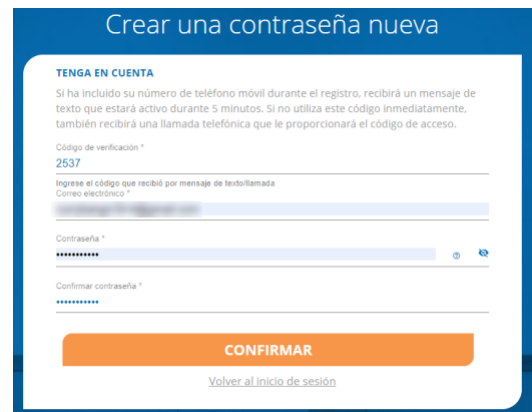 Crear una contraseña nueva
TENGA EN CUENTA
Si ha incluido su número de teléfono móvil durante el registro, recibirá un mensaje de
texto que estará activo durante 5 minutos. Si no utiliza este código inmediatamente,
también recibirá una llamada telefónica que le proporcionará el código de acceso.
Código de verificación *
2537
Ingrese el código que recibió por mensaje de texto/llamada
Correo electrónico *
Contraseña *
•••••••••••
Confirmar contraseña *
•••••••••••
CONFIRMAR
Volver al inicio de sesión